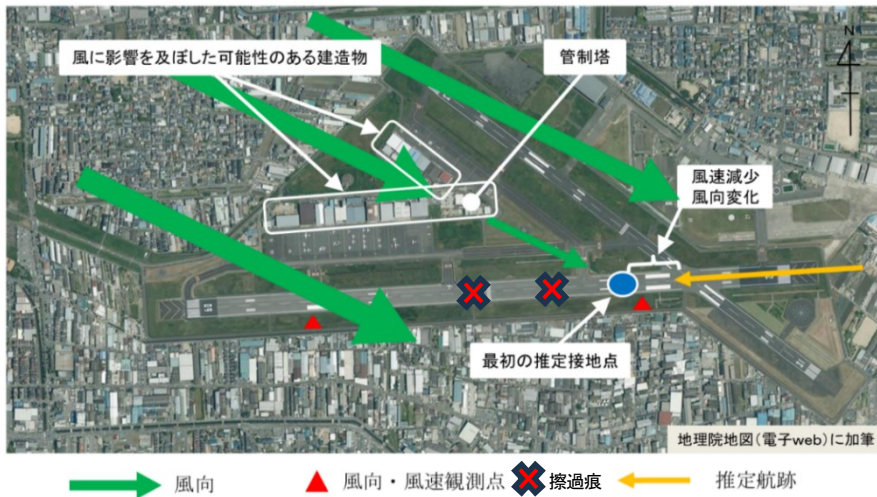 風に影響を及ぼした可能性のある建造物
管制塔
N
風速減少
風向変化
最初の推定接地点
地理院地図(電子web)に加筆
風向
風向・風速観測点
擦過痕
推定航跡